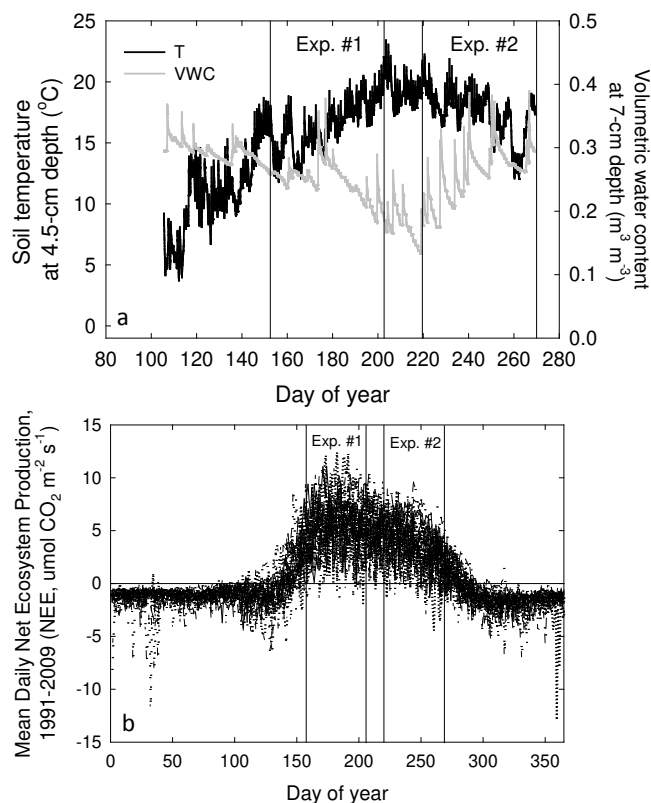 25
20
15
10
5
0
Soil temperature
at 4.5-cm depth (°C)
T
VWC
Exp. #1
Exp. #2
0.5
0.4
0.3
0.2
0.1
0.0
Volumetric water content
at 7-cm depth (m³ m⁻³)
a
80 100 120 140 160 180 200 220 240 260 280
Day of year
15
10
5
0
-5
-10
-15
Mean Daily Net Ecosystem Production,
1991-2009 (NEE, umol CO₂ m⁻² s⁻¹)
Exp. #1
Exp. #2
b
0 50 100 150 200 250 300 350
Day of year